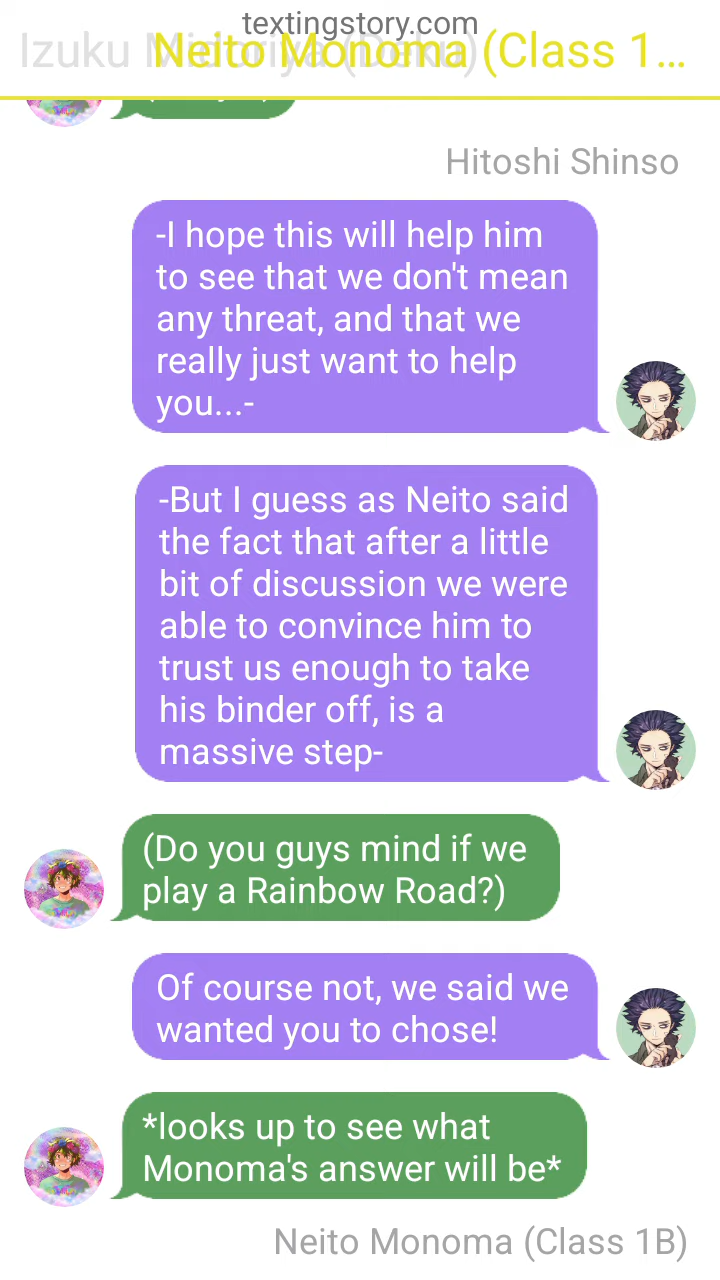 textingstory.com
Izuku Midoriya (Deku)
Neito Monoma (Class 1...
Hitoshi Shinso
-I hope this will help him
to see that we don't mean
any threat, and that we
really just want to help
you...-
-But I guess as Neito said
the fact that after a little
bit of discussion we were
able to convince him to
trust us enough to take
his binder off, is a
massive step-
(Do you guys mind if we
play a Rainbow Road?)
Of course not, we said we
wanted you to chose!
*looks up to see what
Monoma's answer will be*
Neito Monoma (Class 1B)